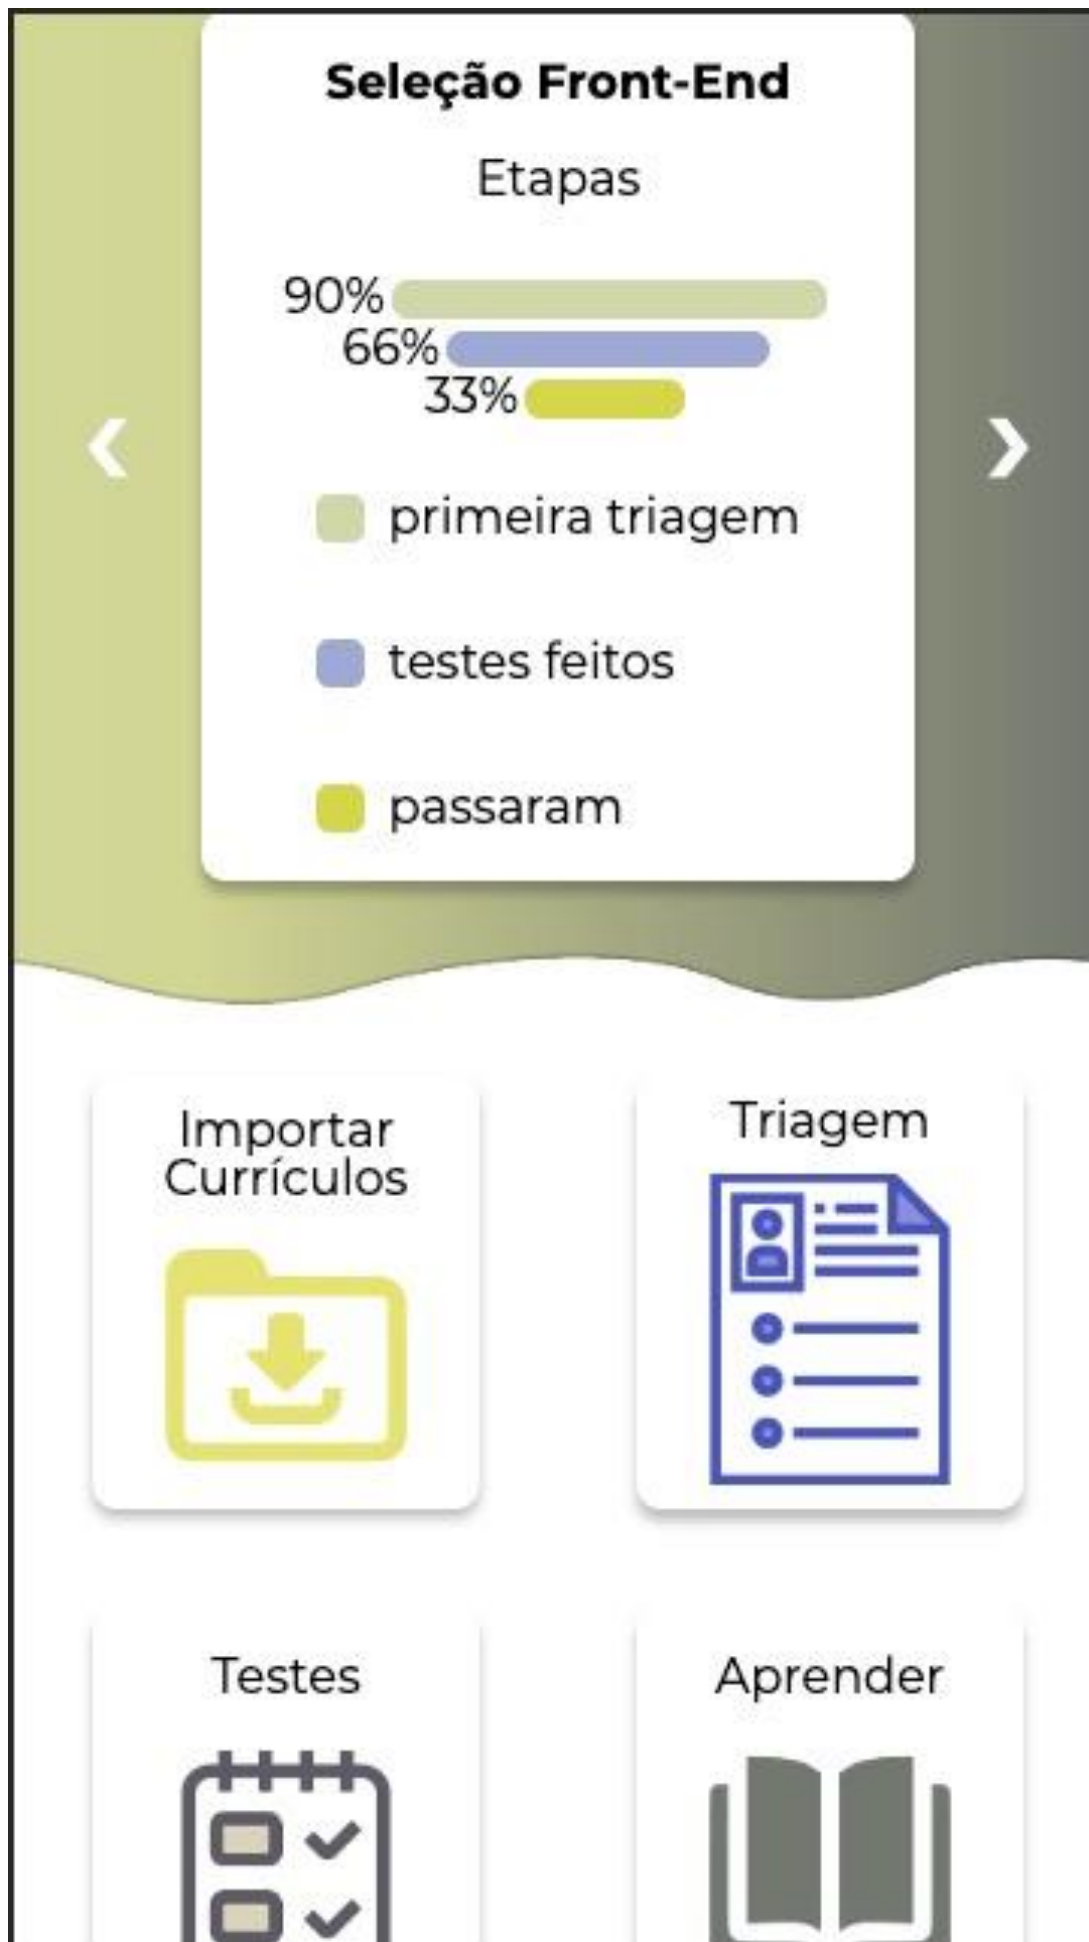 Seleção Front-End
Etapas
90%
66%
33%
primeira triagem
testes feitos
passaram
Importar
Currículos
Triagem
Testes
Aprender